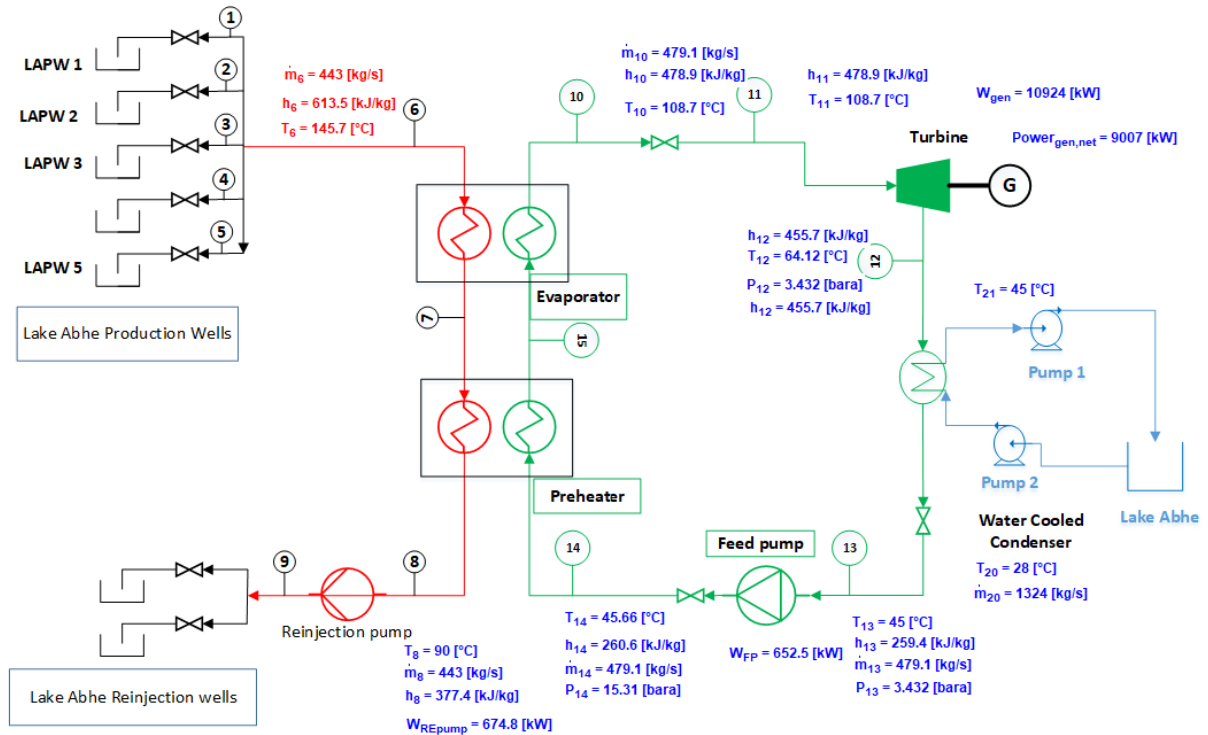 1
LAPW 1
2
LAPW 2
3
LAPW 3
4
5
LAPW 5
Lake Abhe Production Wells
ṁ6 = 443 [kg/s]
h6 = 613.5 [kJ/kg]
T6 = 145.7 [°C]
6
7
Evaporator
15
Preheater
ṁ10 = 479.1 [kg/s]
h10 = 478.9 [kJ/kg]
T10 = 108.7 [°C]
10
11
h11 = 478.9 [kJ/kg]
T11 = 108.7 [°C]
Wgen = 10924 [kW]
Powergen,net = 9007 [kW]
Turbine
G
h12 = 455.7 [kJ/kg]
T12 = 64.12 [°C]
P12 = 3.432 [bara]
h12 = 455.7 [kJ/kg]
12
T21 = 45 [°C]
Pump 1
Pump 2
Lake Abhe
Water Cooled
Condenser
T20 = 28 [°C]
ṁ20 = 1324 [kg/s]
Feed pump
13
14
T13 = 45 [°C]
h13 = 259.4 [kJ/kg]
ṁ13 = 479.1 [kg/s]
P13 = 3.432 [bara]
WFP = 652.5 [kW]
T14 = 45.66 [°C]
h14 = 260.6 [kJ/kg]
ṁ14 = 479.1 [kg/s]
P14 = 15.31 [bara]
9
8
Reinjection pump
T8 = 90 [°C]
ṁ8 = 443 [kg/s]
h8 = 377.4 [kJ/kg]
WREpump = 674.8 [kW]
Lake Abhe Reinjection wells